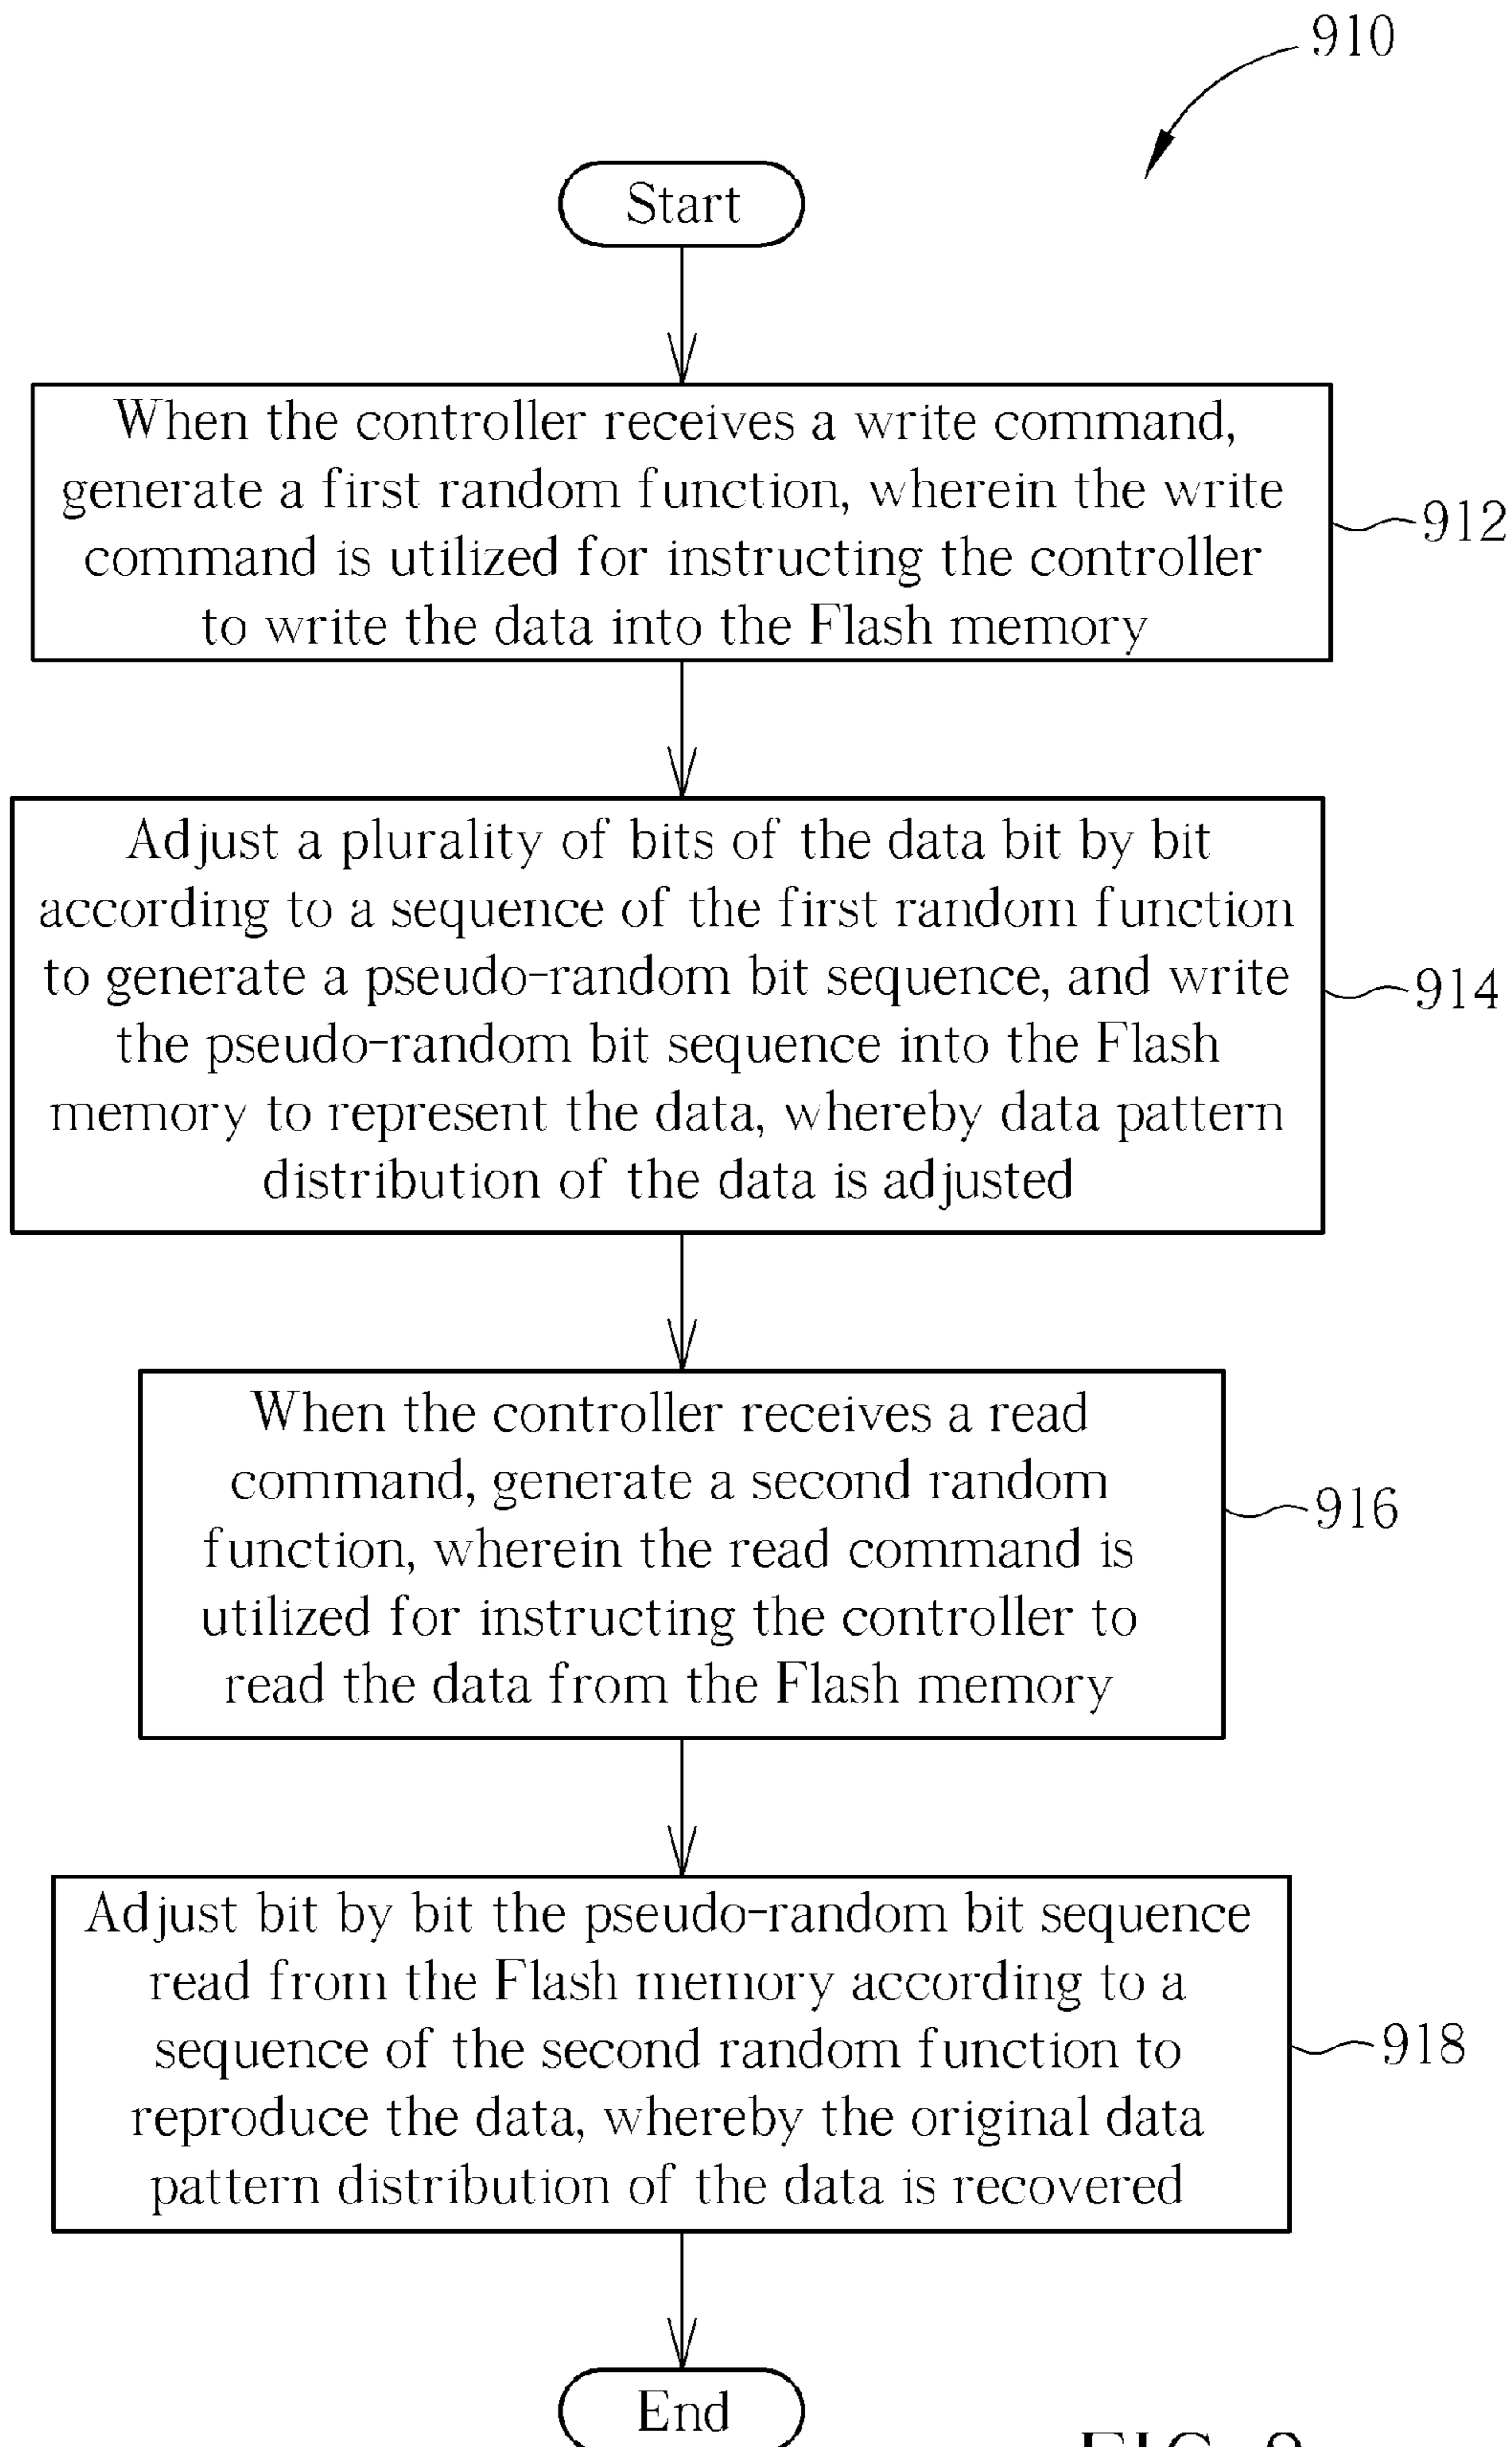 910
Start
When the controller receives a write command,
generate a first random function, wherein the write
command is utilized for instructing the controller
to write the data into the Flash memory
912
Adjust a plurality of bits of the data bit by bit
according to a sequence of the first random function
to generate a pseudo-random bit sequence, and write
the pseudo-random bit sequence into the Flash
memory to represent the data, whereby data pattern
distribution of the data is adjusted
914
When the controller receives a read
command, generate a second random
function, wherein the read command is
utilized for instructing the controller to
read the data from the Flash memory
916
Adjust bit by bit the pseudo-random bit sequence
read from the Flash memory according to a
sequence of the second random function to
reproduce the data, whereby the original data
pattern distribution of the data is recovered
918
End
FIG.